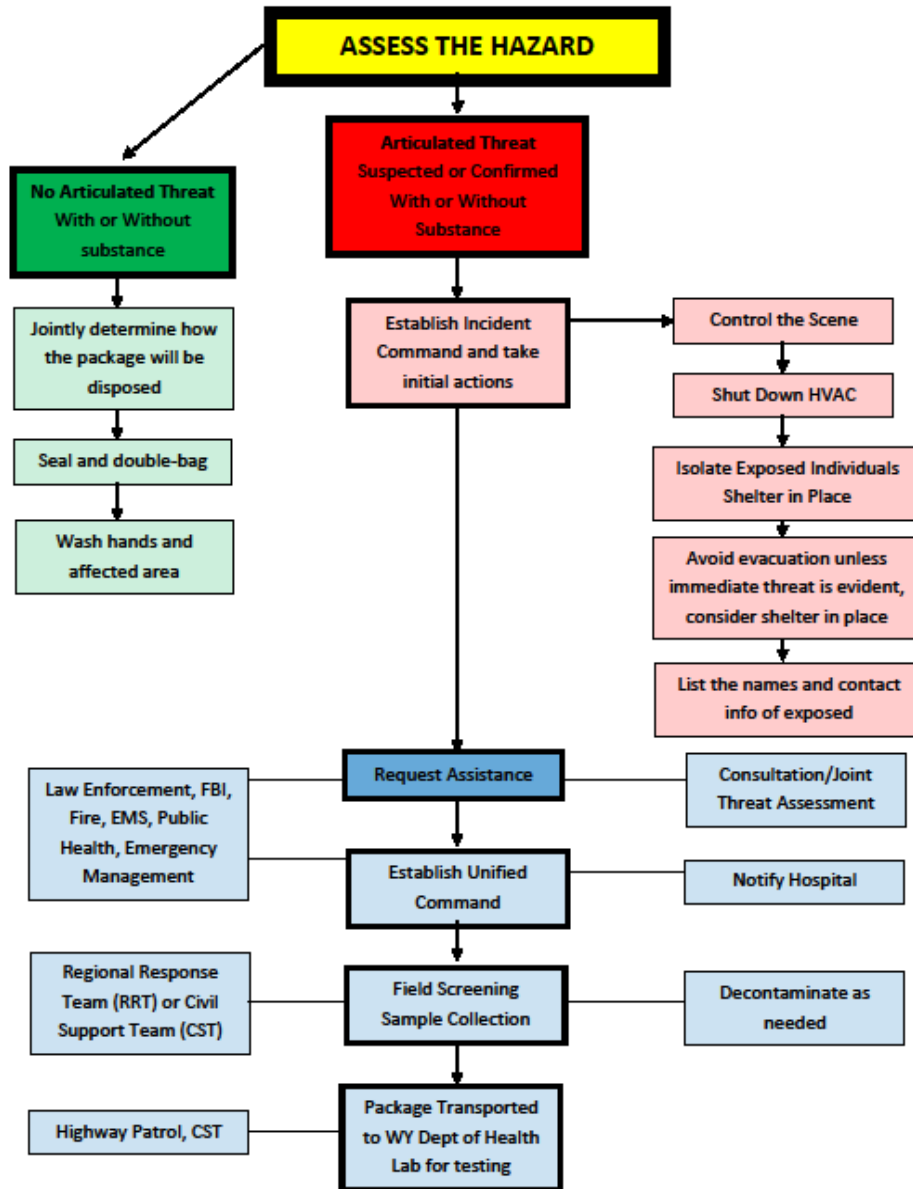 ASSESS THE HAZARD
No Articulated Threat
With or Without
substance
Jointly determine how
the package will be
disposed
Seal and double-bag
Wash hands and
affected area
Articulated Threat
Suspected or Confirmed
With or Without
Substance
Establish Incident
Command and take
initial actions
Control the Scene
Shut Down HVAC
Isolate Exposed Individuals
Shelter in Place
Avoid evacuation unless
immediate threat is evident,
consider shelter in place
List the names and contact
info of exposed
Request Assistance
Law Enforcement, FBI,
Fire, EMS, Public
Health, Emergency
Management
Consultation/Joint
Threat Assessment
Establish Unified
Command
Notify Hospital
Regional Response
Team (RRT) or Civil
Support Team (CST)
Field Screening
Sample Collection
Decontaminate as
needed
Highway Patrol, CST
Package Transported
to WY Dept of Health
Lab for testing